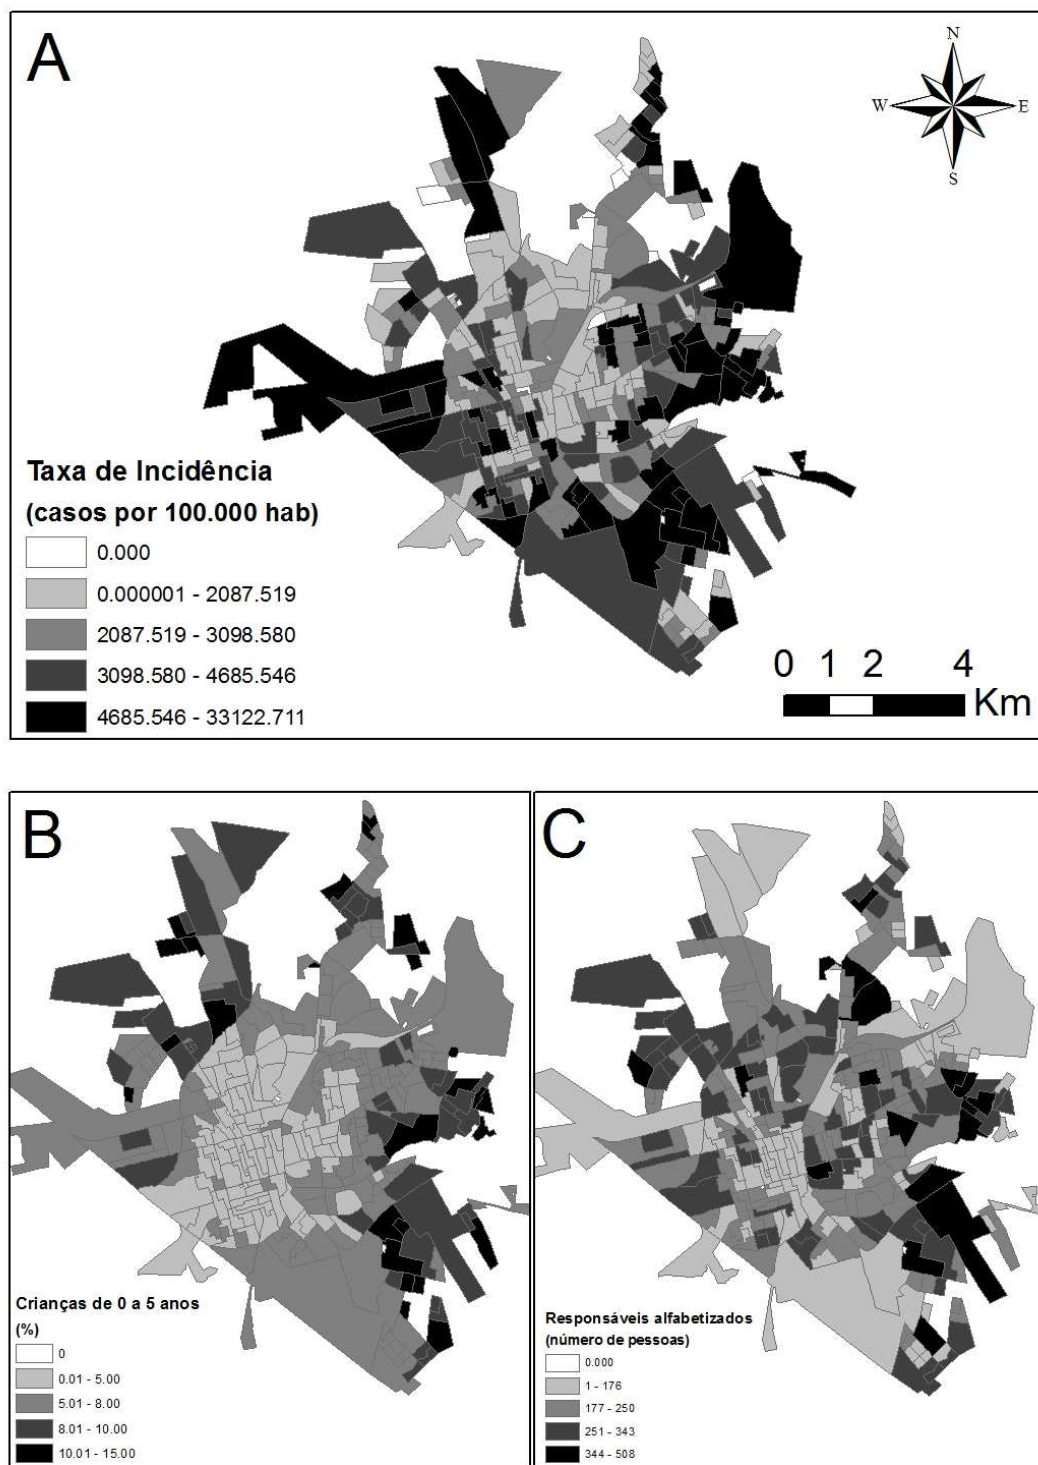 A
N
W E
S
Taxa de Incidência
(casos por 100.000 hab)
0.000
0.000001 - 2087.519
2087.519 - 3098.580
3098.580 - 4685.546
4685.546 - 33122.711
0 1 2 4
Km
B
Crianças de 0 a 5 anos
(%)
0
0.01 - 5.00
5.01 - 8.00
8.01 - 10.00
10.01 - 15.00
C
Responsáveis alfabetizados
(número de pessoas)
0.000
1 - 176
177 - 250
251 - 343
344 - 508